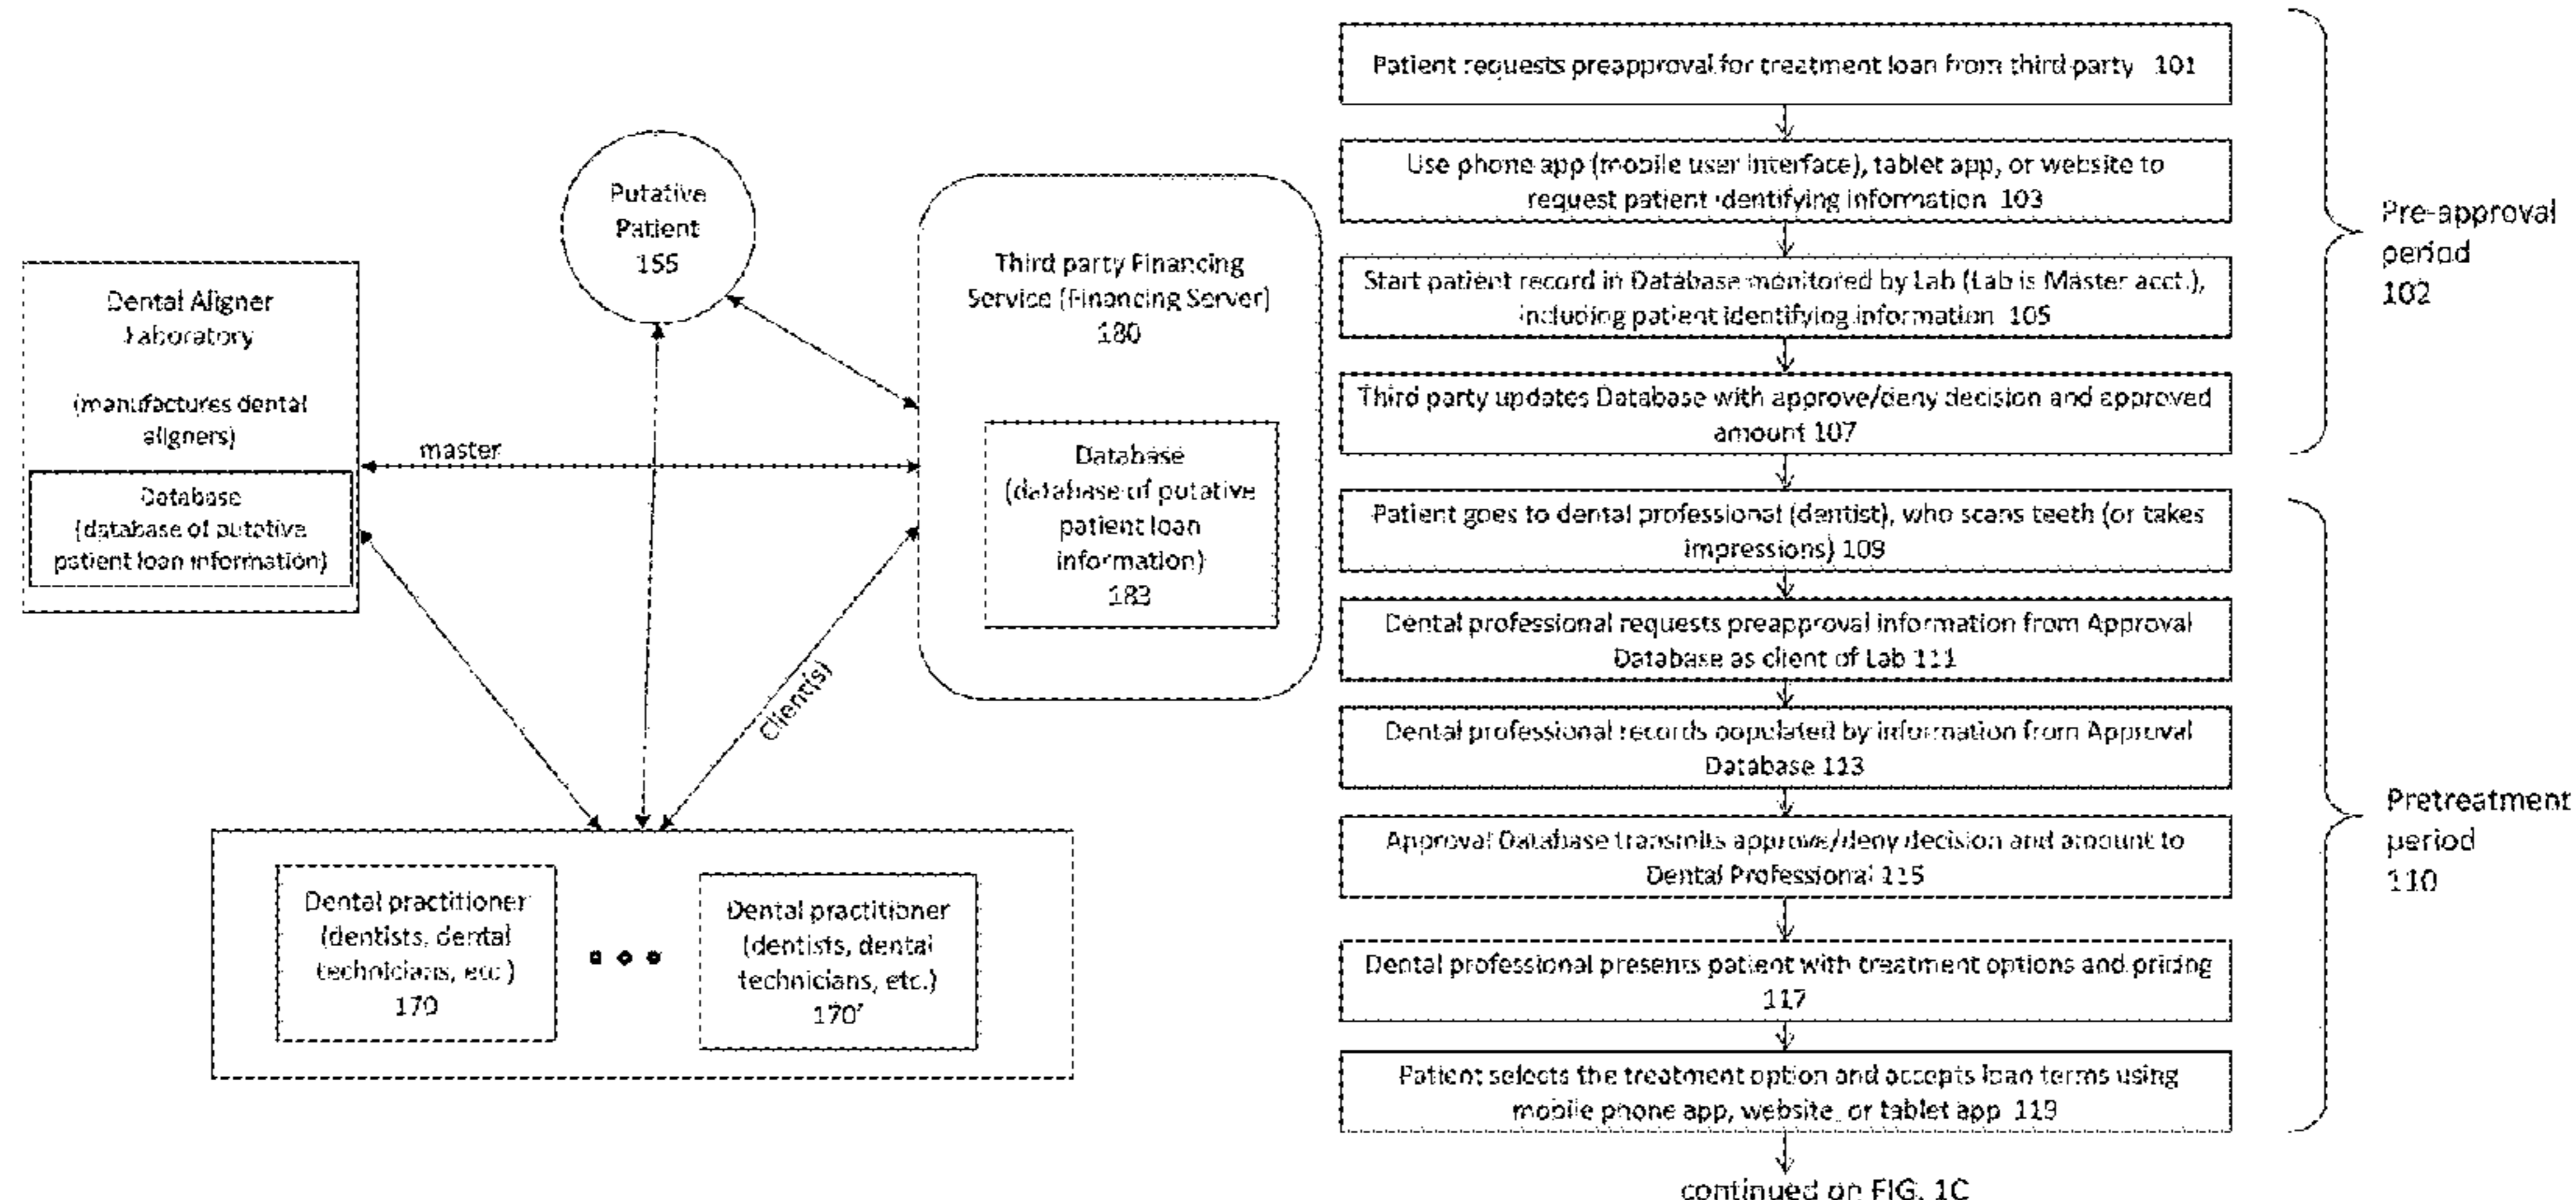 Putative
Patient
155
Dental Aligner
Laboratory
(manufactures dental
aligners)
Database
(database of putative
patient loan information)
master
Third party Financing
Service (Financing Server)
180
Database
(database of putative
patient loan
information)
183
Client(s)
Dental practitioner
(dentists, dental
technicians, etc.)
170
Dental practitioner
(dentists, dental
technicians, etc.)
170'
Patient requests preapproval for treatment loan from third party 101
Use phone app (mobile user interface), tablet app, or website to
request patient identifying information 103
Start patient record in Database monitored by Lab (Lab is Master acct.),
including patient identifying information 105
Third party updates Database with approve/deny decision and approved
amount 107
Pre-approval
period
102
Patient goes to dental professional (dentist), who scans teeth (or takes
impressions) 109
Dental professional requests preapproval information from Approval
Database as client of Lab 111
Dental professional records populated by information from Approval
Database 113
Approval Database transmits approve/deny decision and amount to
Dental Professional 115
Dental professional presents patient with treatment options and pricing
117
Patient selects the treatment option and accepts loan terms using
mobile phone app, website, or tablet app 119
Pretreatment
period
110
continued on FIG. 1C